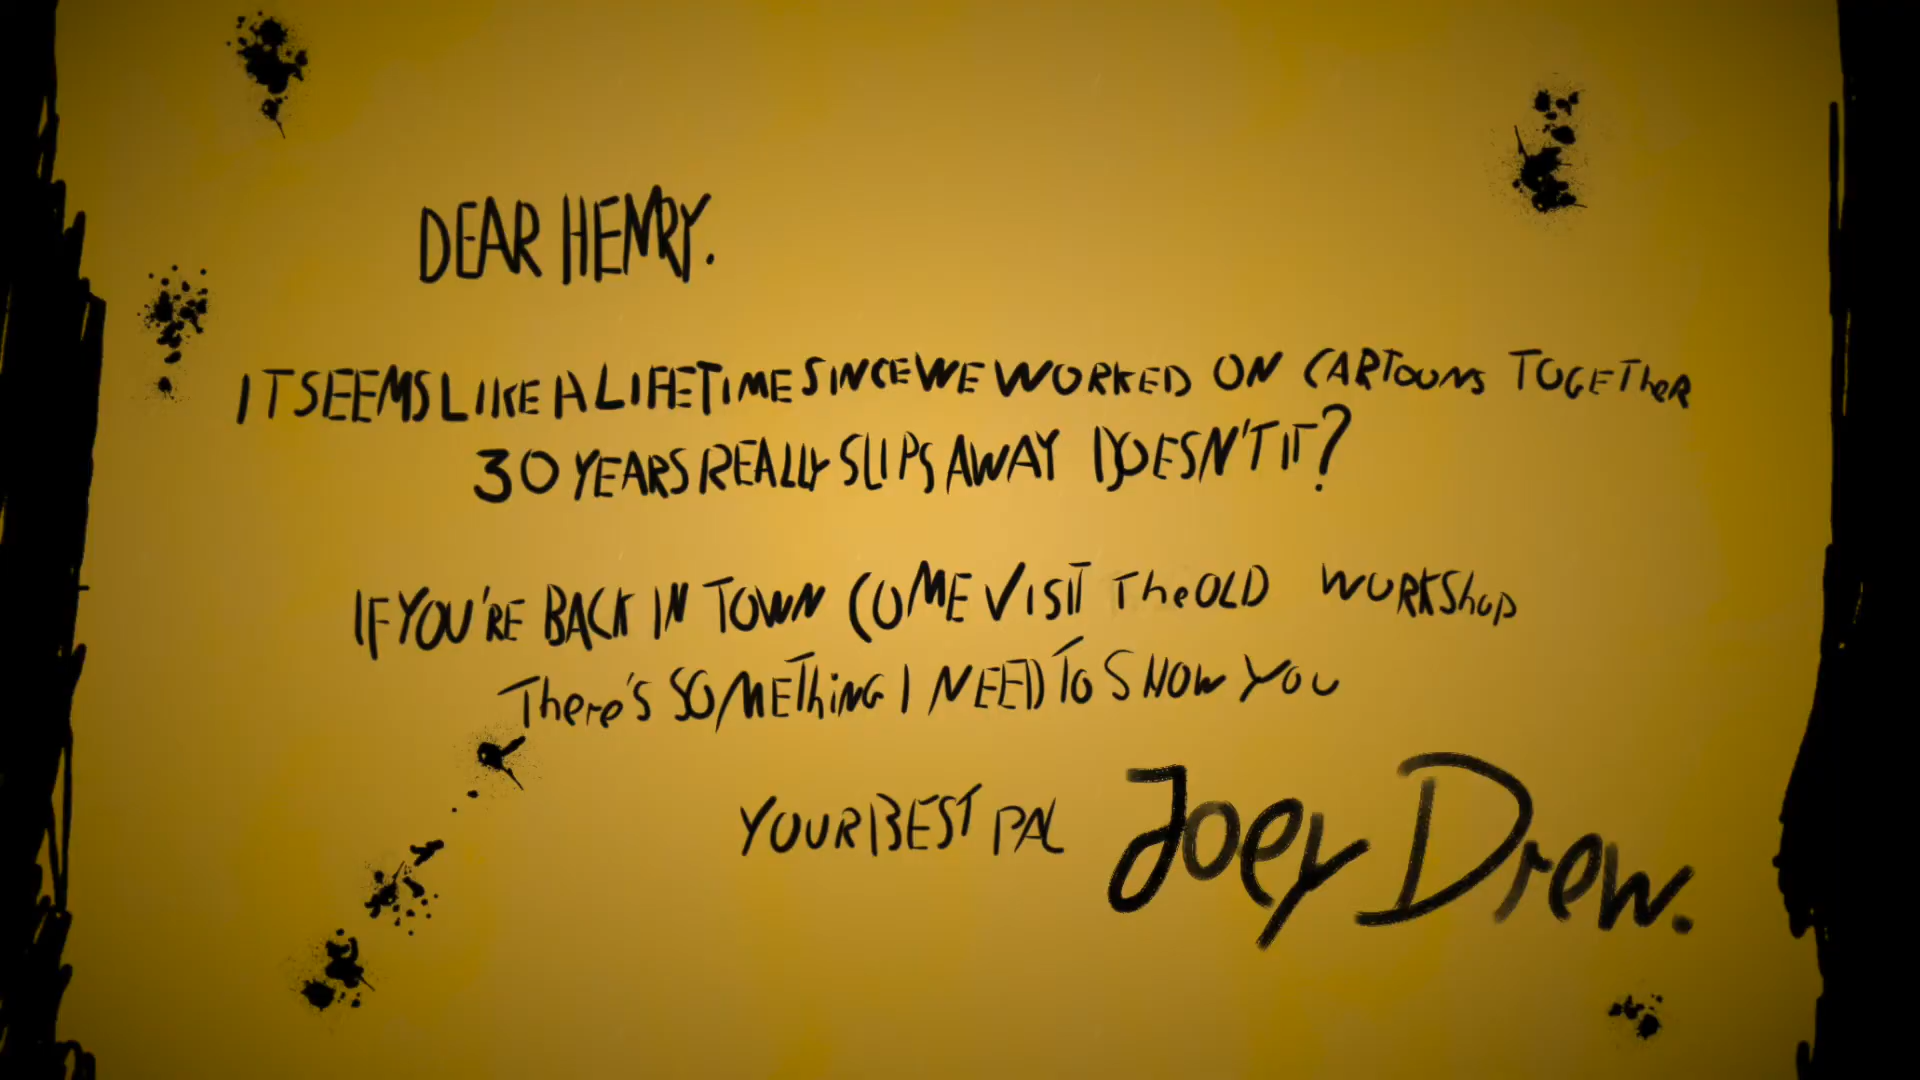 DEAR HENRY.
IT SEEMS LIKE A LIFETIME SINCE WE WORKED ON CARTOONS TOGETHER
30 YEARS REALLY SLIPS AWAY DOESN'T IT?
IF YOU'RE BACK IN TOWN COME VISIT THE OLD WORKSHOP
THERE'S SOMETHING I NEED TO SHOW YOU
YOUR BEST PAL Joey Drew.